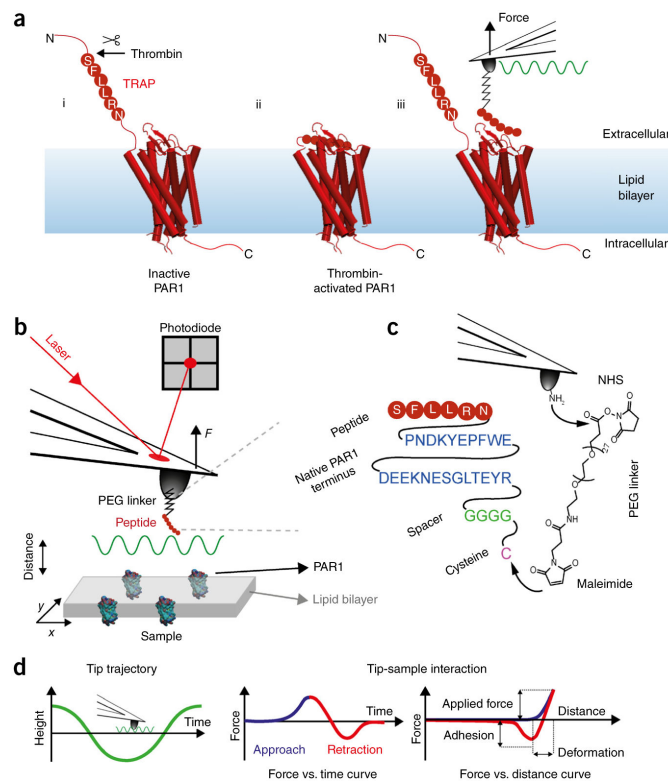 a
N
Thrombin
S
F
L
L
R
N
TRAP
i
ii
iii
N
S
F
L
L
R
N
Force
Extracellular
Lipid
bilayer
Intracellular
C
C
C
Inactive
PAR1
Thrombin-
activated PAR1
b
Laser
Photodiode
F
PEG linker
Peptide
Distance
PAR1
Lipid bilayer
y
x
Sample
c
NHS
NH2
O
O
O
N
O
O
27
O
O
NH
O
N
O
O
PEG linker
Maleimide
Peptide
S F L L R N
Native PAR1
terminus
PNDKYEPFWE
DEEKNESGLTEYR
Spacer
GGGG
Cysteine
C
d
Tip trajectory
Height
Time
Tip-sample interaction
Force
Time
Approach
Retraction
Force vs. time curve
Force
Applied force
Distance
Adhesion
Deformation
Force vs. distance curve